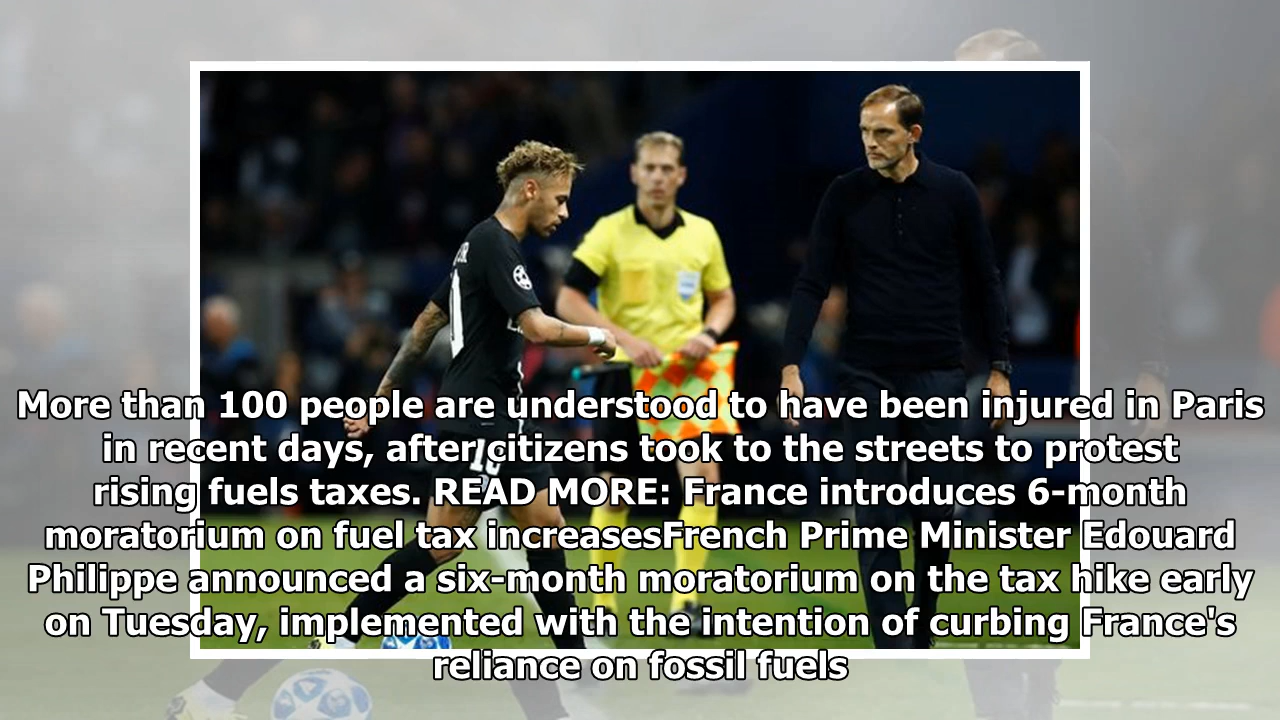 More than 100 people are understood to have been injured in Paris
in recent days, after citizens took to the streets to protest
rising fuels taxes. READ MORE: France introduces 6-month
moratorium on fuel tax increasesFrench Prime Minister Edouard
Philippe announced a six-month moratorium on the tax hike early
on Tuesday, implemented with the intention of curbing France's
reliance on fossil fuels
10